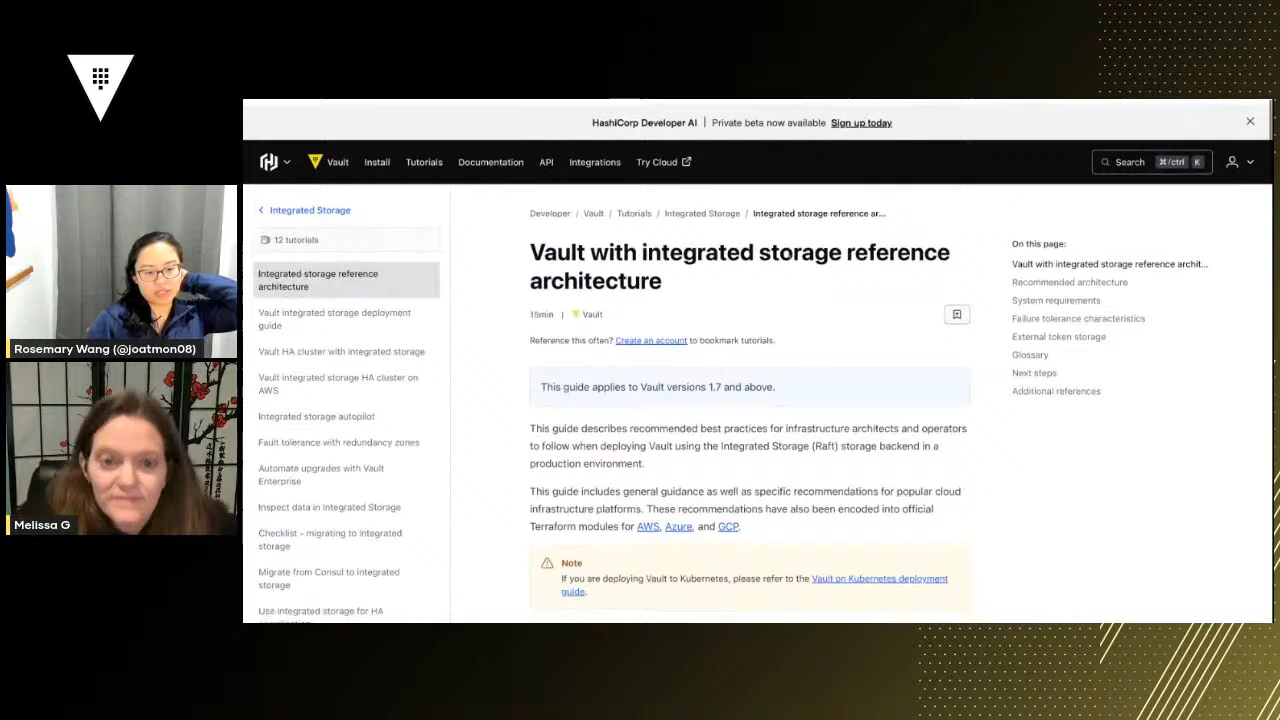 HashiCorp Developer AI | Private beta now available Sign up today
Vault Install Tutorials Documentation API Integrations Try Cloud Search ⌘/ctrl K
Integrated Storage
12 tutorials
Integrated storage reference
architecture
Vault integrated storage deployment
guide
Vault HA cluster with integrated storage
Vault integrated storage HA cluster on
AWS
Integrated storage autopilot
Fault tolerance with redundancy zones
Automate upgrades with Vault
Enterprise
Inspect data in Integrated Storage
Checklist - migrating to integrated
storage
Migrate from Consul to integrated
storage
Use integrated storage for HA
Developer / Vault / Tutorials / Integrated Storage / Integrated storage reference ar...
Vault with integrated storage reference
architecture
15min | Vault
Reference this often? Create an account to bookmark tutorials.
This guide applies to Vault versions 1.7 and above.
This guide describes recommended best practices for infrastructure architects and operators
to follow when deploying Vault using the Integrated Storage (Raft) storage backend in a
production environment.
This guide includes general guidance as well as specific recommendations for popular cloud
infrastructure platforms. These recommendations have also been encoded into official
Terraform modules for AWS, Azure, and GCP.
Note
If you are deploying Vault to Kubernetes, please refer to the Vault on Kubernetes deployment
guide.
On this page:
Vault with integrated storage reference archit...
Recommended architecture
System requirements
Failure tolerance characteristics
External token storage
Glossary
Next steps
Additional references
Rosemary Wang (@joatmon08)
Melissa G